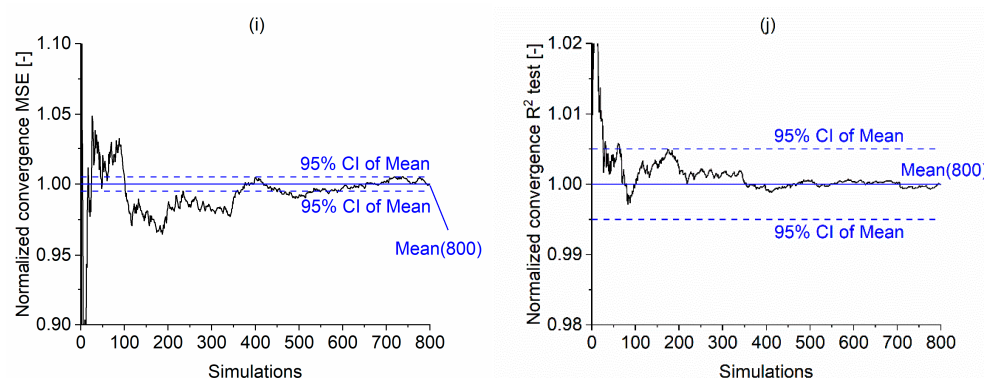 (i)
Normalized convergence MSE [-]
1.10
1.05
1.00
0.95
0.90
95% CI of Mean
95% CI of Mean
Mean(800)
0 100 200 300 400 500 600 700 800
Simulations
(j)
Normalized convergence R² test [-]
1.02
1.01
1.00
0.99
0.98
95% CI of Mean
Mean(800)
95% CI of Mean
0 100 200 300 400 500 600 700 800
Simulations